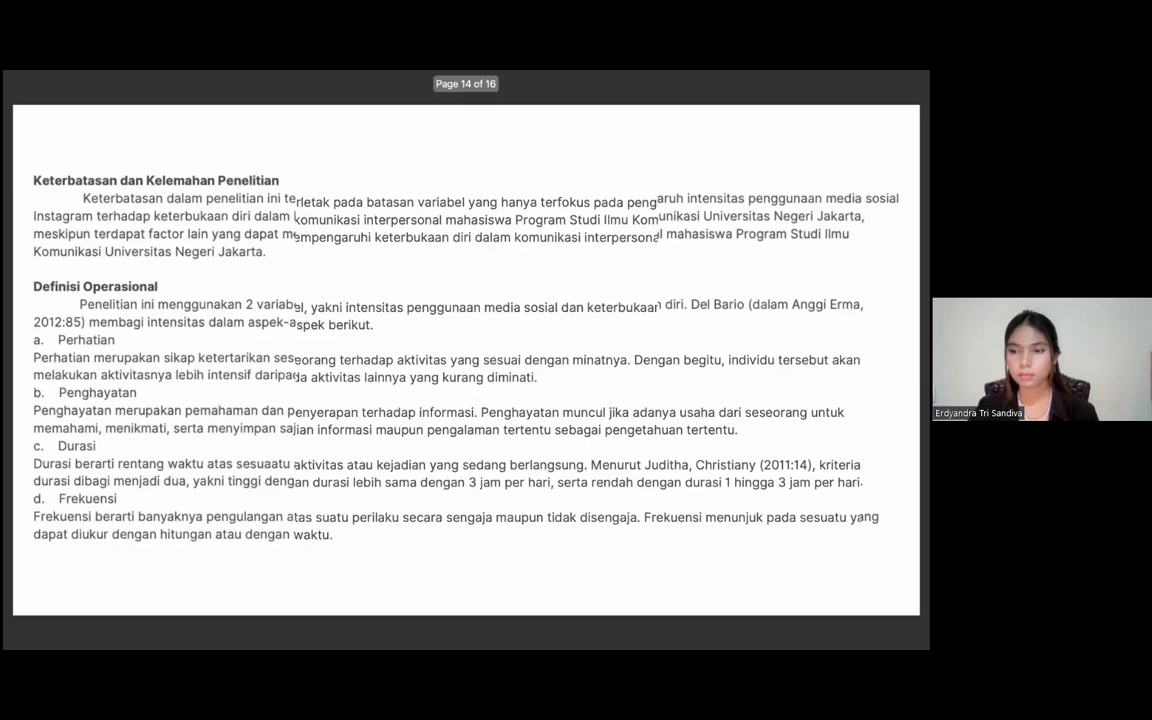 Page 14 of 16
Keterbatasan dan Kelemahan Penelitian
Keterbatasan dalam penelitian ini terletak pada batasan variabel yang hanya terfokus pada pengaruh intensitas penggunaan media sosial
Instagram terhadap keterbukaan diri dalam komunikasi interpersonal mahasiswa Program Studi Ilmu Komunikasi Universitas Negeri Jakarta,
meskipun terdapat factor lain yang dapat mempengaruhi keterbukaan diri dalam komunikasi interpersonal mahasiswa Program Studi Ilmu
Komunikasi Universitas Negeri Jakarta.
Definisi Operasional
Penelitian ini menggunakan 2 variabel, yakni intensitas penggunaan media sosial dan keterbukaan diri. Del Bario (dalam Anggi Erma,
2012:85) membagi intensitas dalam aspek-aspek berikut.
a. Perhatian
Perhatian merupakan sikap ketertarikan seseorang terhadap aktivitas yang sesuai dengan minatnya. Dengan begitu, individu tersebut akan
melakukan aktivitasnya lebih intensif daripada aktivitas lainnya yang kurang diminati.
b. Penghayatan
Penghayatan merupakan pemahaman dan penyerapan terhadap informasi. Penghayatan muncul jika adanya usaha dari seseorang untuk
memahami, menikmati, serta menyimpan sajian informasi maupun pengalaman tertentu sebagai pengetahuan tertentu.
c. Durasi
Durasi berarti rentang waktu atas sesuaatu aktivitas atau kejadian yang sedang berlangsung. Menurut Juditha, Christiany (2011:14), kriteria
durasi dibagi menjadi dua, yakni tinggi dengan durasi lebih sama dengan 3 jam per hari, serta rendah dengan durasi 1 hingga 3 jam per hari.
d. Frekuensi
Frekuensi berarti banyaknya pengulangan atas suatu perilaku secara sengaja maupun tidak disengaja. Frekuensi menunjuk pada sesuatu yang
dapat diukur dengan hitungan atau dengan waktu.
Erdyandra Tri Sandiva